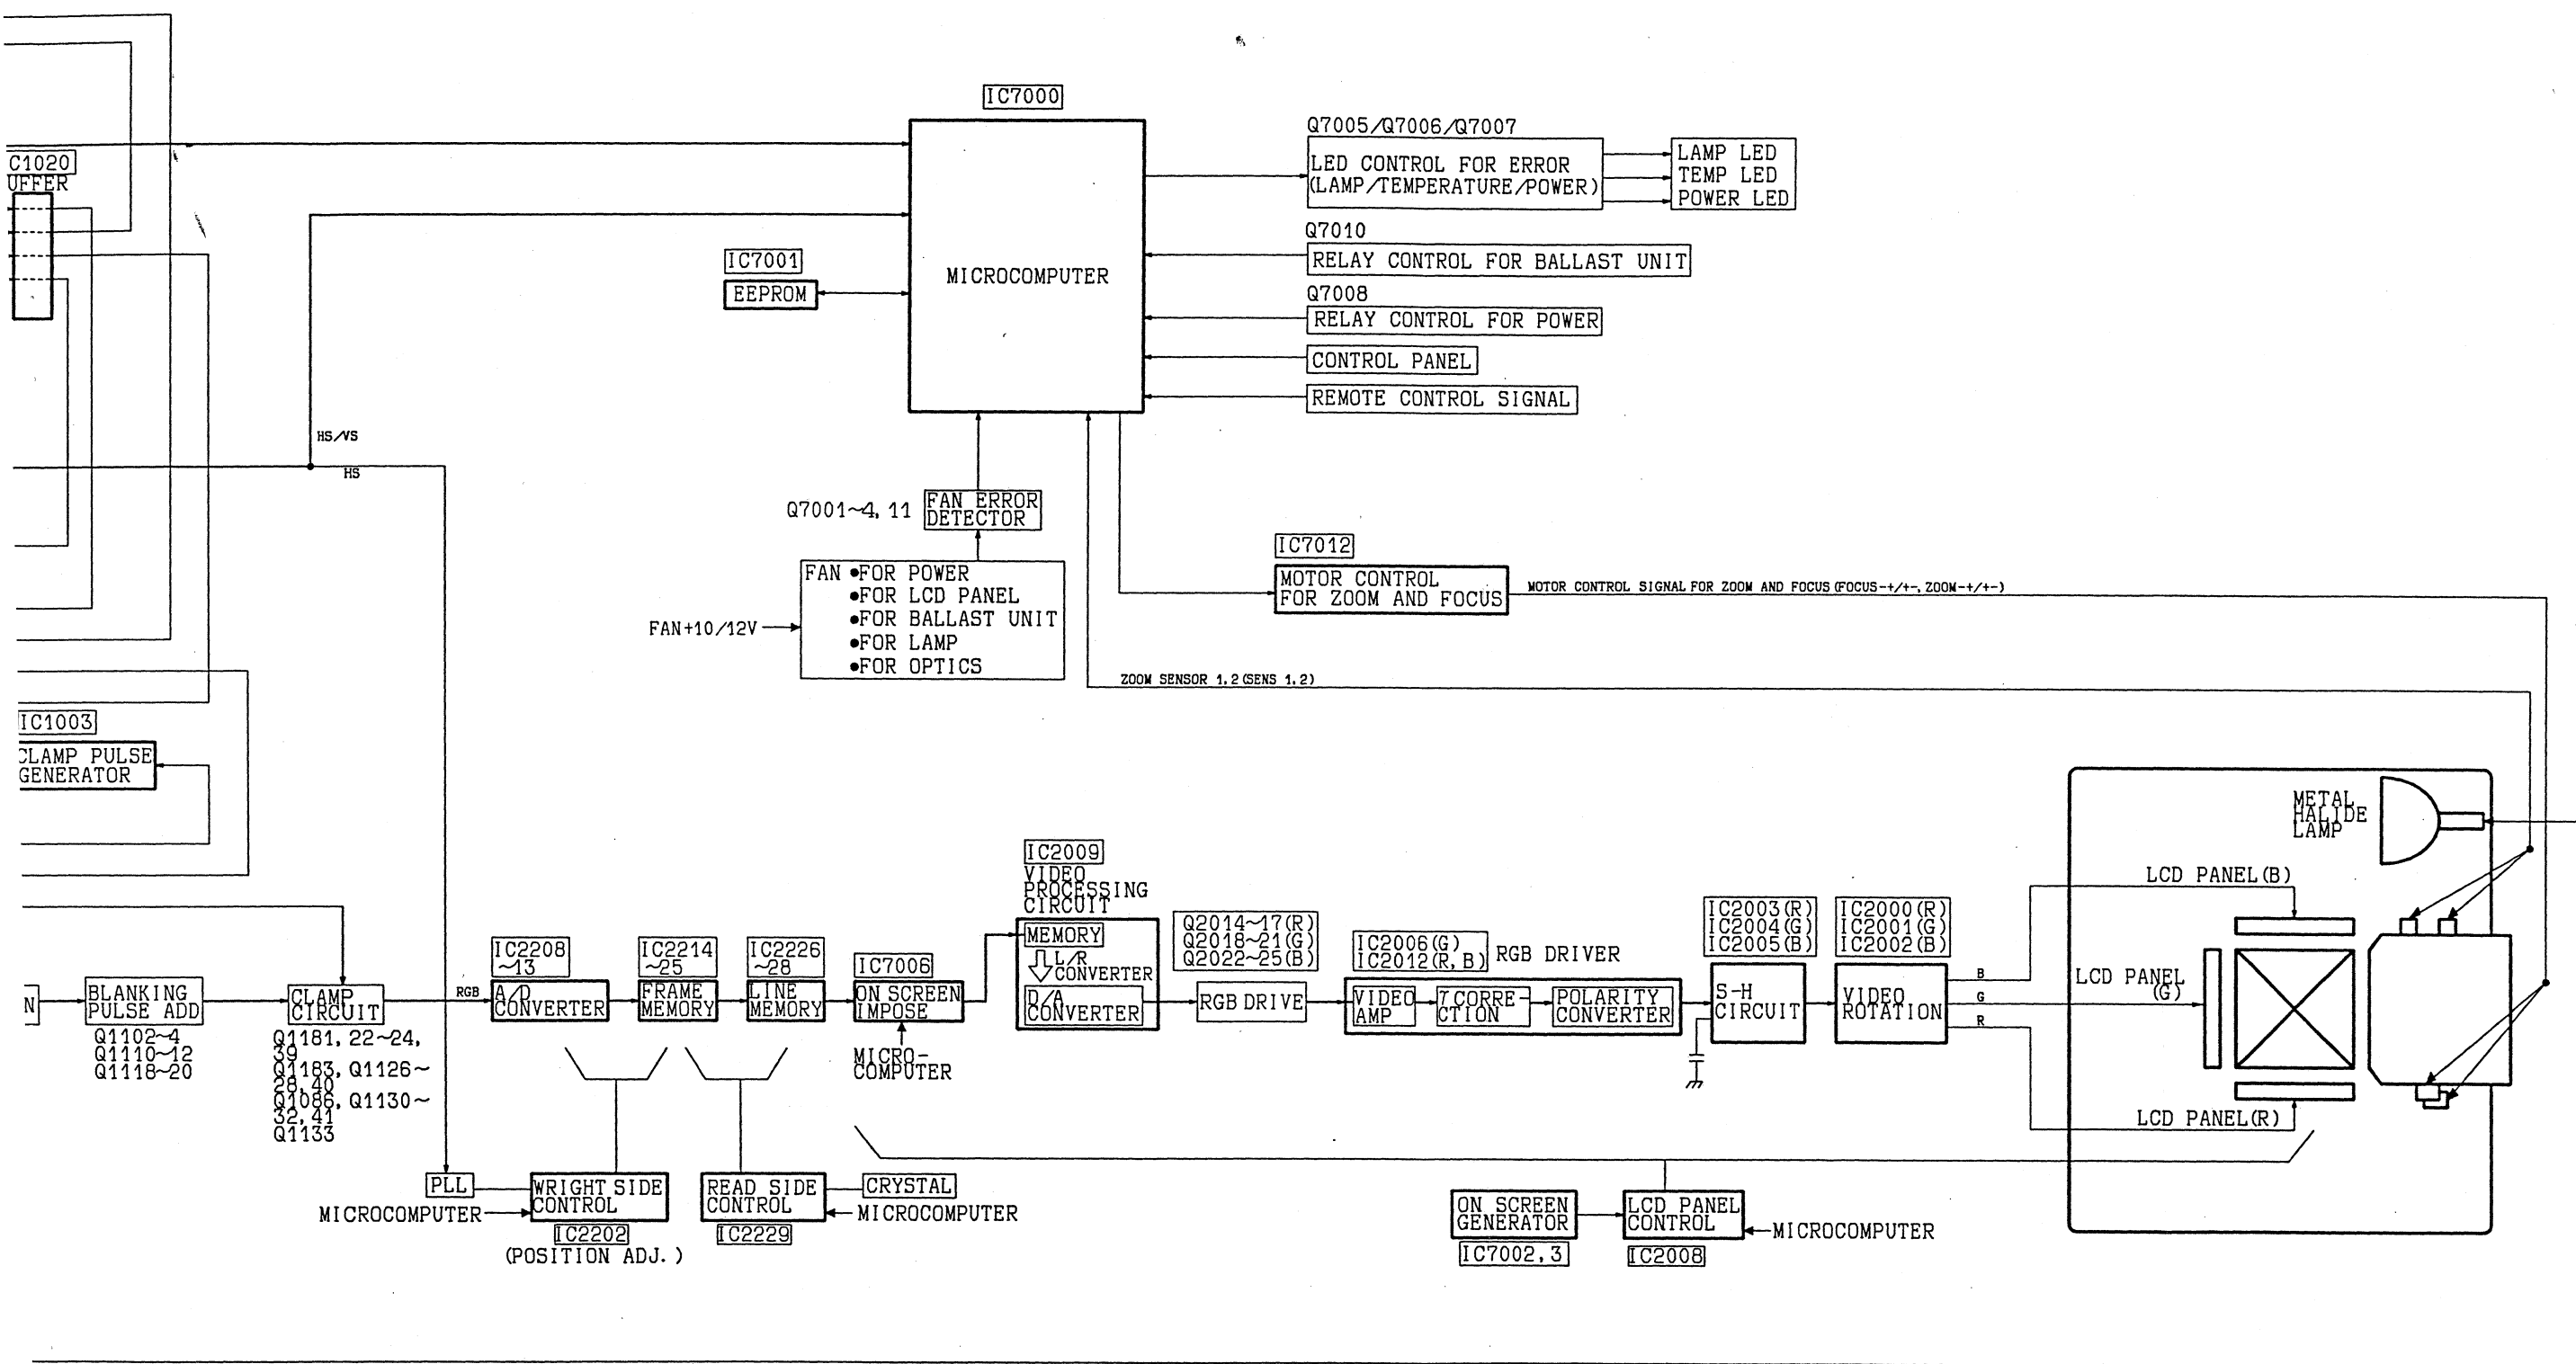 IC7000
MICROCOMPUTER
C1020
UFFER
Q7005/Q7006/Q7007
LED CONTROL FOR ERROR
(LAMP/TEMPERATURE/POWER)
LAMP LED
TEMP LED
POWER LED
Q7010
RELAY CONTROL FOR BALLAST UNIT
Q7008
RELAY CONTROL FOR POWER
CONTROL PANEL
REMOTE CONTROL SIGNAL
IC7001
EEPROM
HS/VS
HS
Q7001~4,11
FAN ERROR
DETECTOR
FAN ●FOR POWER
●FOR LCD PANEL
●FOR BALLAST UNIT
●FOR LAMP
●FOR OPTICS
FAN+10/12V
IC7012
MOTOR CONTROL
FOR ZOOM AND FOCUS
MOTOR CONTROL SIGNAL FOR ZOOM AND FOCUS (FOCUS-+/+-, ZOOM-+/+-)
ZOOM SENSOR 1.2 (SENS 1.2)
IC1003
CLAMP PULSE
GENERATOR
N
BLANKING
PULSE ADD
Q1102~4
Q1110~12
Q1118~20
CLAMP
CIRCUIT
Q1181, 22~24,
39
Q1183, Q1126~
28,40
Q1086, Q1130~
32,41
Q1133
RGB
IC2208
~13
A/D
CONVERTER
IC2214
~25
FRAME
MEMORY
IC2226
~28
LINE
MEMORY
IC7006
ON SCREEN
IMPOSE
MICRO-
COMPUTER
IC2009
VIDEO
PROCESSING
CIRCUIT
MEMORY
L/R
CONVERTER
D/A
CONVERTER
Q2014~17(R)
Q2018~21(G)
Q2022~25(B)
RGB DRIVE
IC2006(G)
IC2012(R,B)
RGB DRIVER
VIDEO
AMP
γ CORRE-
CTION
POLARITY
CONVERTER
IC2003(R)
IC2004(G)
IC2005(B)
S-H
CIRCUIT
IC2000(R)
IC2001(G)
IC2002(B)
VIDEO
ROTATION
B
G
R
METAL
HALIDE
LAMP
LCD PANEL(B)
LCD PANEL
(G)
LCD PANEL(R)
PLL
MICROCOMPUTER
WRIGHT SIDE
CONTROL
IC2202
(POSITION ADJ.)
READ SIDE
CONTROL
IC2229
CRYSTAL
MICROCOMPUTER
ON SCREEN
GENERATOR
IC7002,3
LCD PANEL
CONTROL
IC2008
MICROCOMPUTER